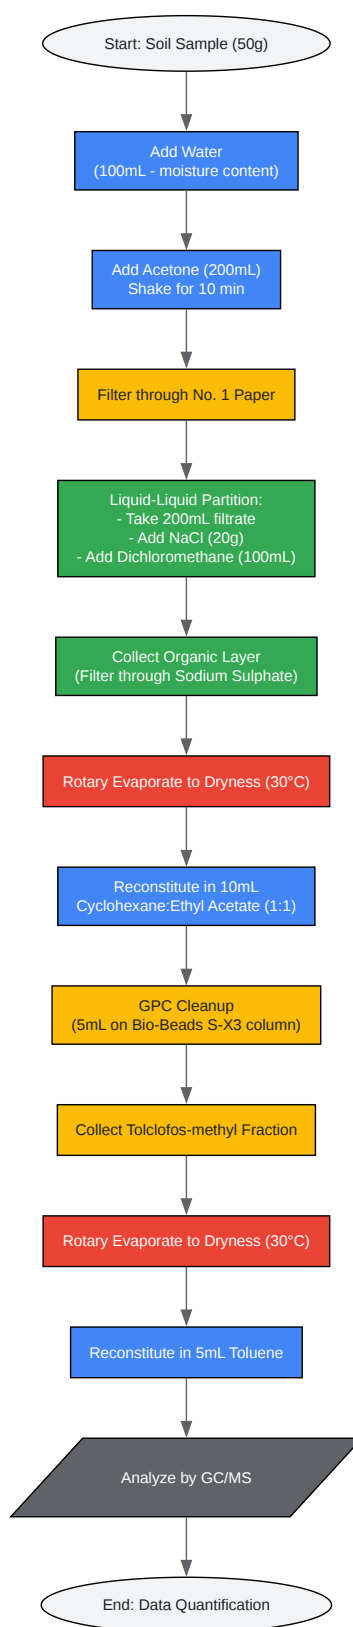 Start: Soil Sample (50g)
Add Water
(100mL - moisture content)
Add Acetone (200mL)
Shake for 10 min
Filter through No. 1 Paper
Liquid-Liquid Partition:
- Take 200mL filtrate
- Add NaCl (20g)
- Add Dichloromethane (100mL)
Collect Organic Layer
(Filter through Sodium Sulphate)
Rotary Evaporate to Dryness (30°C)
Reconstitute in 10mL
Cyclohexane:Ethyl Acetate (1:1)
GPC Cleanup
(5mL on Bio-Beads S-X3 column)
Collect Tolclofos-methyl Fraction
Rotary Evaporate to Dryness (30°C)
Reconstitute in 5mL Toluene
Analyze by GC/MS
End: Data Quantification